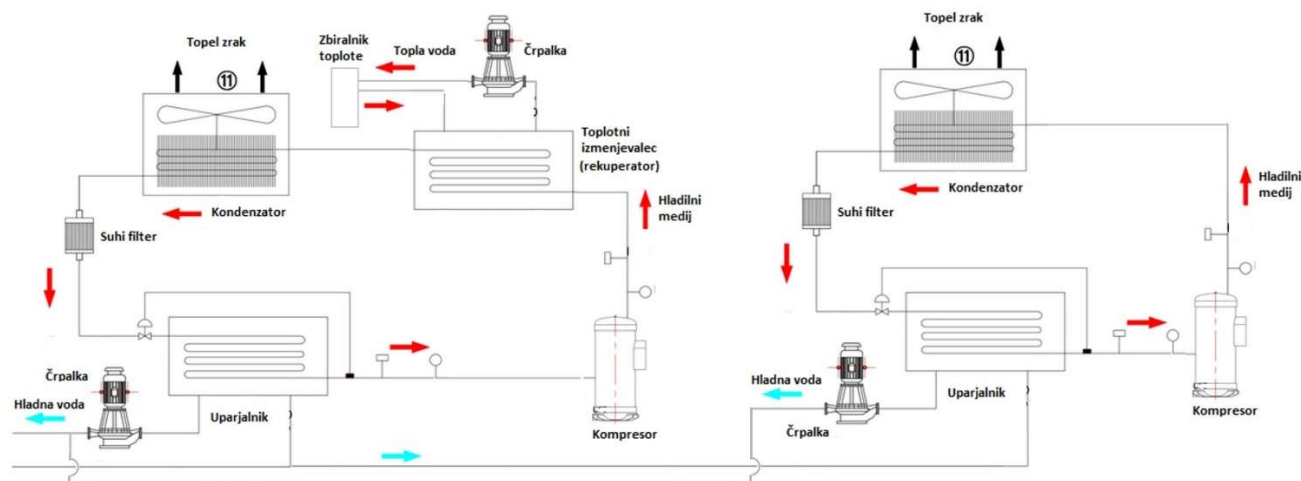 Topel zrak
⑪
Zbiralnik
toplote
Topla voda
Črpalka
Toplotni
izmenjevalec
(rekuperator)
Kondenzator
Hladilni
medij
Suhi filter
Črpalka
Hladna voda
Uparjalnik
Kompresor
Topel zrak
⑪
Kondenzator
Hladilni
medij
Suhi filter
Hladna voda
Črpalka
Uparjalnik
Kompresor